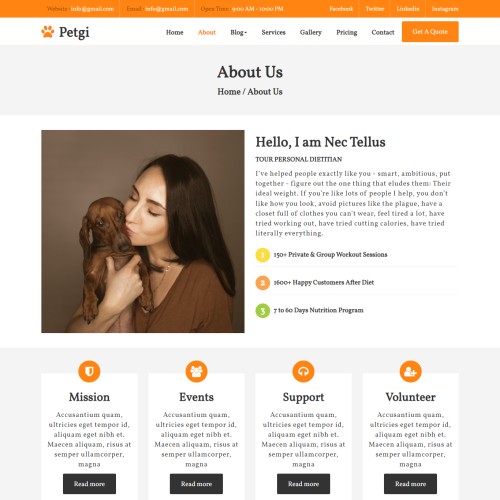 Website : info@gmail.com Email : info@gmail.com Open Time : 9:00 AM - 10:00 PM Facebook Twitter Linkedin Instagram
Petgi Home About Blog Services Gallery Pricing Contact Get A Quote
About Us
Home / About Us
Hello, I am Nec Tellus
TOUR PERSONAL DIETITIAN
I've helped people exactly like you - smart, ambitious, put
together - figure out the one thing that eludes them: Their
ideal weight. If you're like lots of people I help, you don't
like how you look, avoid pictures like the plague, have a
closet full of clothes you can't wear, feel tired a lot, have
tried working out, have tried cutting calories, have tried
literally everything.
1 150+ Private & Group Workout Sessions
2 1600+ Happy Customers After Diet
3 7 to 60 Days Nutrition Program
Mission Events Support Volunteer
Accusantium quam, Accusantium quam, Accusantium quam, Accusantium quam,
ultricies eget tempor id, ultricies eget tempor id, ultricies eget tempor id, ultricies eget tempor id,
aliquam eget nibh et. aliquam eget nibh et. aliquam eget nibh et. aliquam eget nibh et.
Maecen aliquam, risus at Maecen aliquam, risus at Maecen aliquam, risus at Maecen aliquam, risus at
semper ullamcorper, semper ullamcorper, semper ullamcorper, semper ullamcorper,
magna magna magna magna
Read more Read more Read more Read more